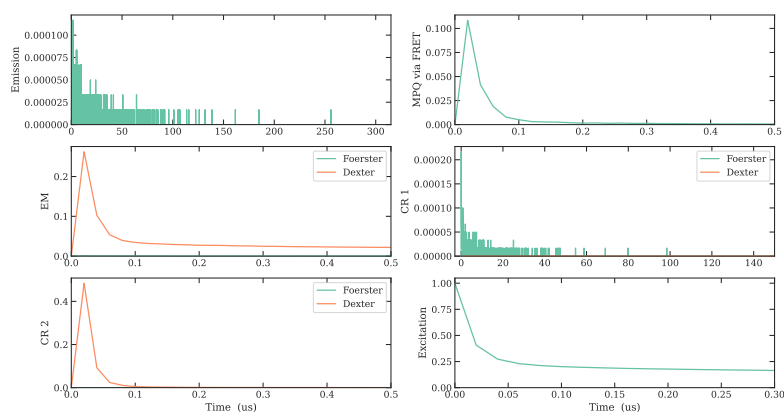 Emission
0.000100
0.000075
0.000050
0.000025
0.000000
0 50 100 150 200 250 300
MPQ via FRET
0.100
0.075
0.050
0.025
0.000
0.0 0.1 0.2 0.3 0.4 0.5
EM
0.2
0.1
0.0
0.0 0.1 0.2 0.3 0.4 0.5
Foerster
Dexter
CR 1
0.00020
0.00015
0.00010
0.00005
0.00000
0 20 40 60 80 100 120 140
Foerster
Dexter
CR 2
0.4
0.2
0.0
0.0 0.1 0.2 0.3 0.4 0.5
Time (us)
Foerster
Dexter
Excitation
1.00
0.75
0.50
0.25
0.00
0.00 0.05 0.10 0.15 0.20 0.25 0.30
Time (us)